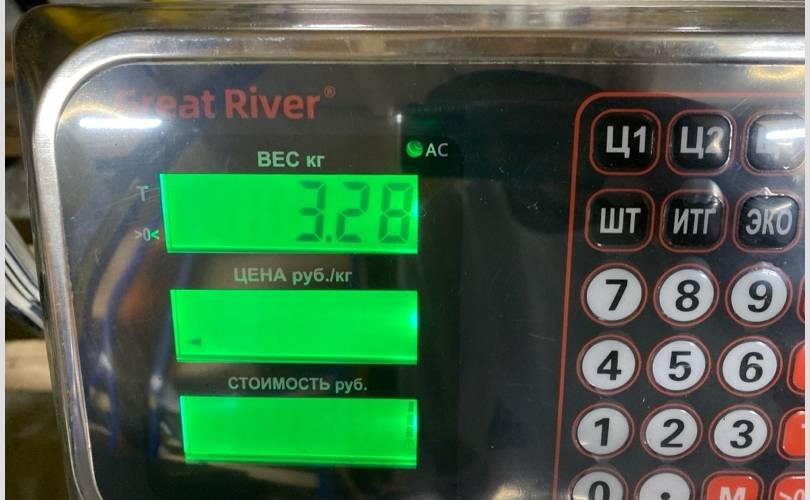 Great River®
ВЕС кг
AC
T
3.28
>0<
ЦЕНА руб./кг
СТОИМОСТЬ руб.
Ц1 Ц2
ШТ ИТГ ЭКО
7 8 9
4 5 6
1 2 3
0 . M